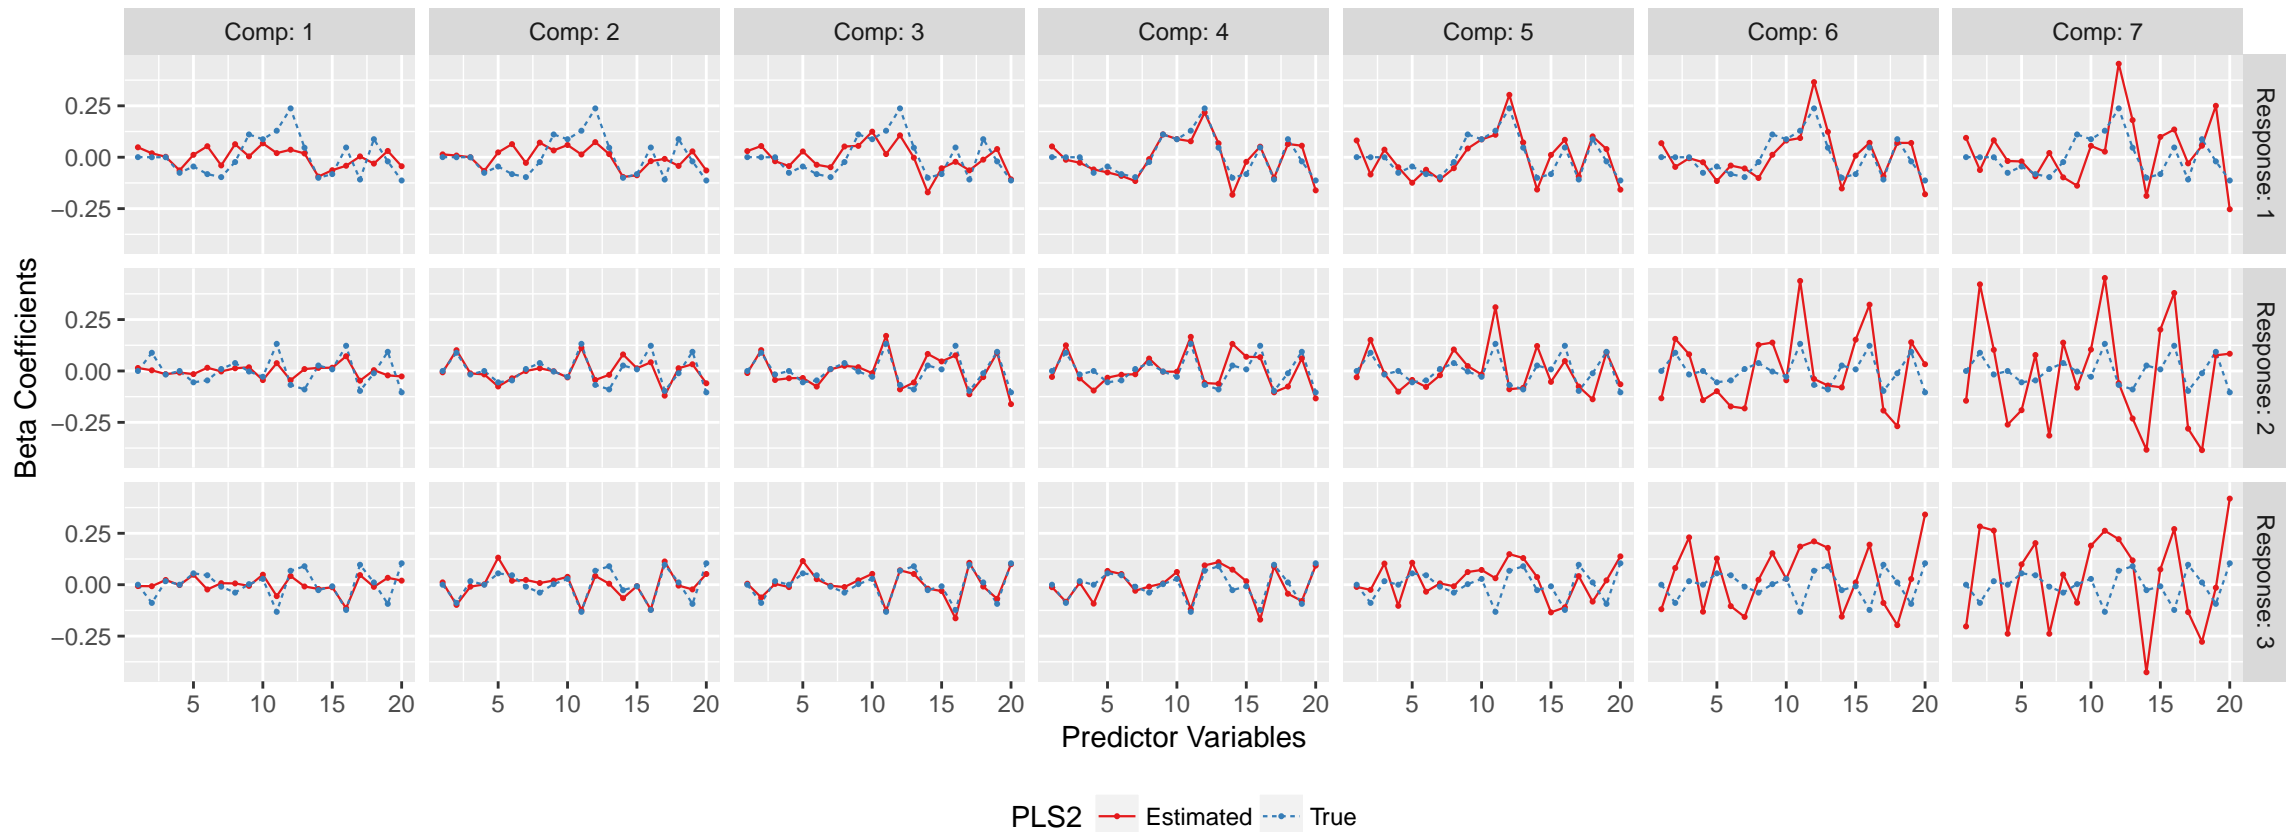 Comp: 1 Comp: 2 Comp: 3 Comp: 4 Comp: 5 Comp: 6 Comp: 7
Beta Coefficients
0.25
0.00
−0.25
Response: 1
0.25
0.00
−0.25
Response: 2
0.25
0.00
−0.25
Response: 3
5 10 15 20 5 10 15 20 5 10 15 20 5 10 15 20 5 10 15 20 5 10 15 20 5 10 15 20
Predictor Variables
PLS2 Estimated True